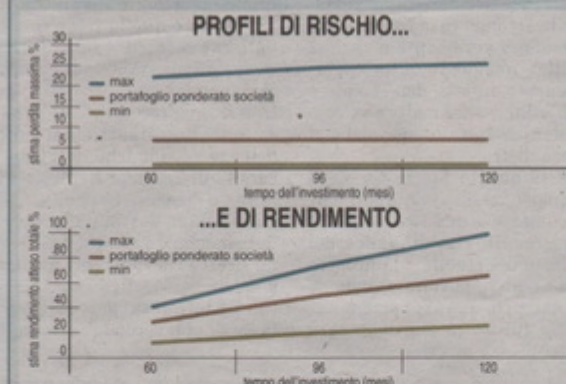 PROFILI DI RISCHIO...
stima perdita massima %
30
25
20
15
10
5
0
max
portafoglio ponderato società
min
60
96
120
tempo dell'investimento (mesi)
...E DI RENDIMENTO
stima rendimento atteso totale %
100
80
60
40
20
0
max
portafoglio ponderato società
min
60
96
120
tempo dell'investimento (mesi)